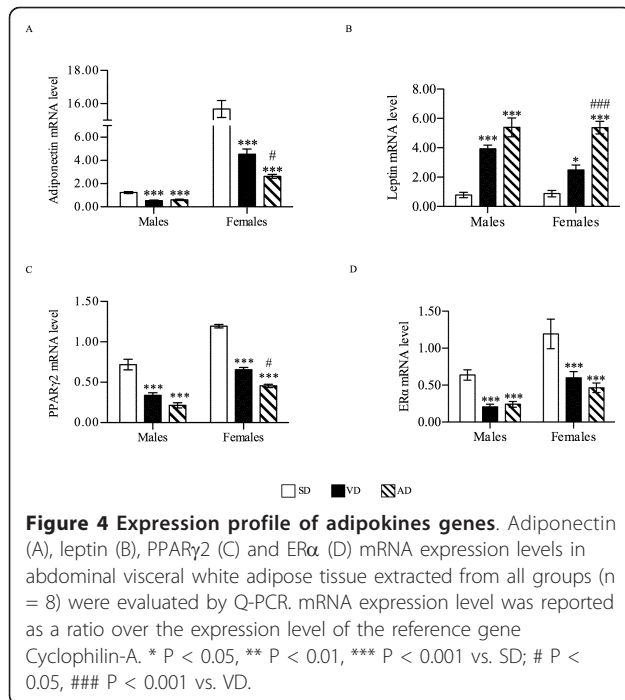 A
18.00
16.00
6.00
4.00
2.00
0.00
Adiponectin mRNA level
***
***
***
#
***
Males Females
B
8.00
6.00
4.00
2.00
0.00
Leptin mRNA level
***
***
*
###
***
Males Females
C
1.50
1.00
0.50
0.00
PPARγ2 mRNA level
***
***
***
#
***
Males Females
D
1.50
1.00
0.50
0.00
ERα mRNA level
***
***
***
***
Males Females
SD VD AD
Figure 4 Expression profile of adipokines genes. Adiponectin
(A), leptin (B), PPARγ2 (C) and ERα (D) mRNA expression levels in
abdominal visceral white adipose tissue extracted from all groups (n
= 8) were evaluated by Q-PCR. mRNA expression level was reported
as a ratio over the expression level of the reference gene
Cyclophilin-A. * P < 0.05, ** P < 0.01, *** P < 0.001 vs. SD; # P <
0.05, ### P < 0.001 vs. VD.